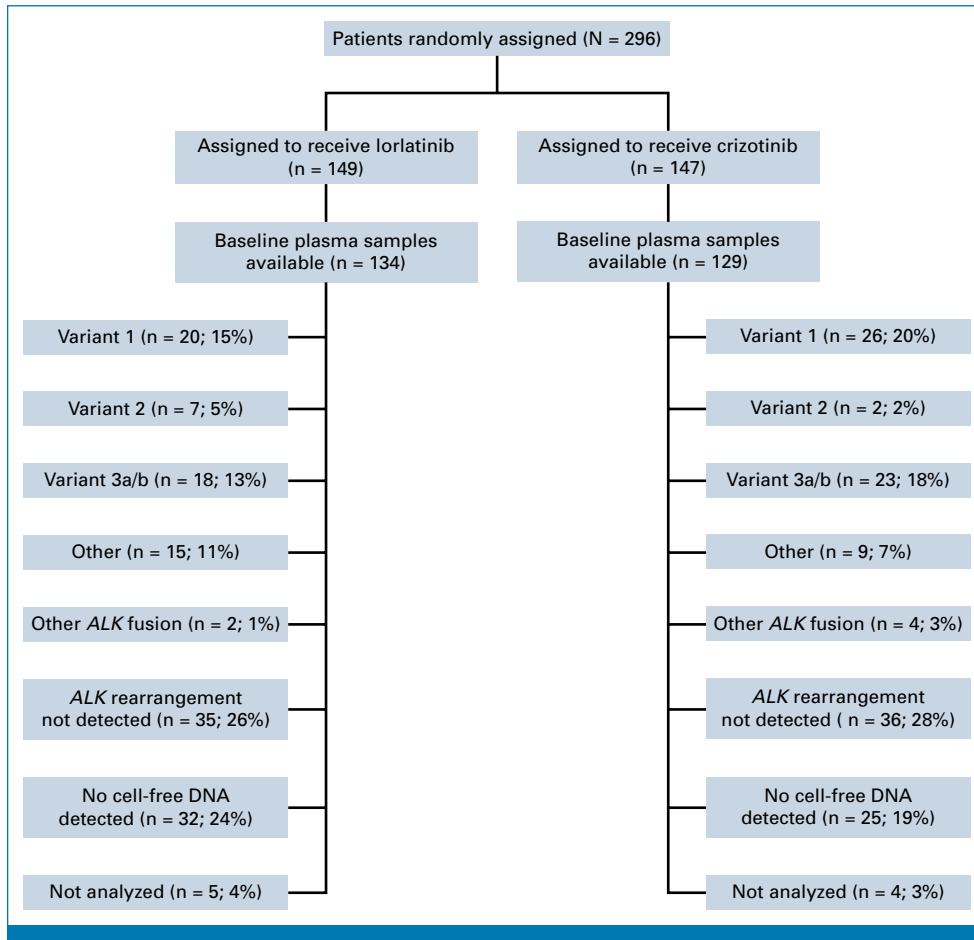 Patients randomly assigned (N = 296)
Assigned to receive lorlatinib
(n = 149)
Assigned to receive crizotinib
(n = 147)
Baseline plasma samples
available (n = 134)
Baseline plasma samples
available (n = 129)
Variant 1 (n = 20; 15%)
Variant 1 (n = 26; 20%)
Variant 2 (n = 7; 5%)
Variant 2 (n = 2; 2%)
Variant 3a/b (n = 18; 13%)
Variant 3a/b (n = 23; 18%)
Other (n = 15; 11%)
Other (n = 9; 7%)
Other ALK fusion (n = 2; 1%)
Other ALK fusion (n = 4; 3%)
ALK rearrangement
not detected (n = 35; 26%)
ALK rearrangement
not detected ( n = 36; 28%)
No cell-free DNA
detected (n = 32; 24%)
No cell-free DNA
detected (n = 25; 19%)
Not analyzed (n = 5; 4%)
Not analyzed (n = 4; 3%)